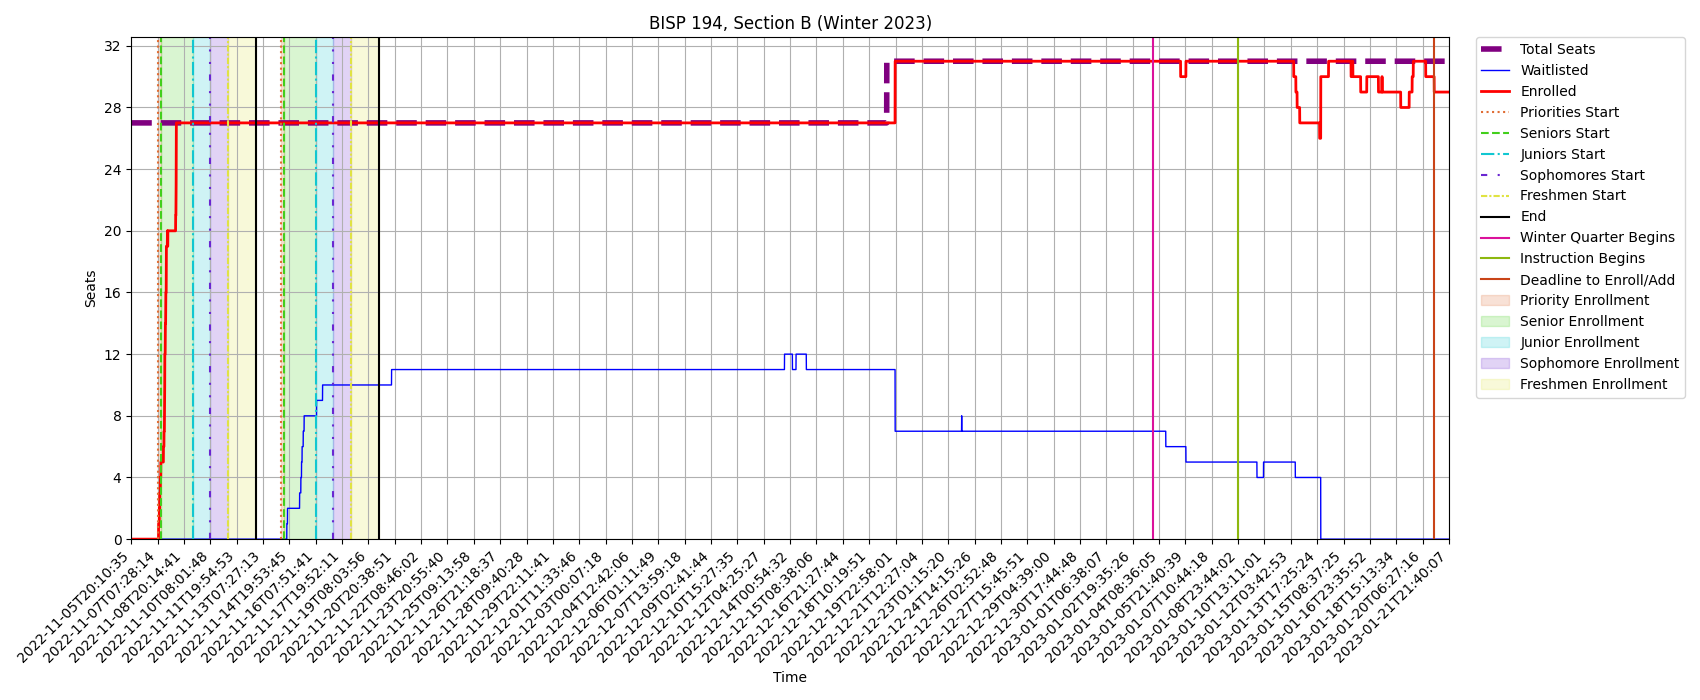 BISP 194, Section B (Winter 2023)
32
28
24
20
16
12
8
4
0
Seats
2022-11-05T20:10:35
2022-11-07T07:28:14
2022-11-08T20:14:41
2022-11-10T08:01:48
2022-11-11T19:54:53
2022-11-13T07:27:13
2022-11-14T19:53:45
2022-11-16T07:51:41
2022-11-17T19:52:11
2022-11-19T08:03:56
2022-11-20T20:38:51
2022-11-22T08:46:02
2022-11-23T20:55:40
2022-11-25T09:13:58
2022-11-26T21:18:37
2022-11-28T09:40:28
2022-11-29T22:11:41
2022-12-01T11:33:46
2022-12-03T00:07:18
2022-12-04T12:42:06
2022-12-06T01:11:49
2022-12-07T13:59:18
2022-12-09T02:41:44
2022-12-10T15:27:35
2022-12-12T04:25:27
2022-12-14T00:54:32
2022-12-15T08:38:06
2022-12-16T21:27:44
2022-12-18T10:19:51
2022-12-19T22:58:01
2022-12-21T12:27:04
2022-12-23T01:15:20
2022-12-24T14:15:26
2022-12-26T02:52:48
2022-12-27T15:45:51
2022-12-29T04:39:00
2022-12-30T17:44:48
2023-01-01T06:38:07
2023-01-02T19:35:26
2023-01-04T08:36:05
2023-01-05T21:40:39
2023-01-07T10:44:18
2023-01-08T23:44:02
2023-01-10T13:11:01
2023-01-12T03:42:53
2023-01-13T17:25:24
2023-01-15T08:37:25
2023-01-16T23:35:52
2023-01-18T15:13:34
2023-01-20T06:27:16
2023-01-21T21:40:07
Time
Total Seats
Waitlisted
Enrolled
Priorities Start
Seniors Start
Juniors Start
Sophomores Start
Freshmen Start
End
Winter Quarter Begins
Instruction Begins
Deadline to Enroll/Add
Priority Enrollment
Senior Enrollment
Junior Enrollment
Sophomore Enrollment
Freshmen Enrollment